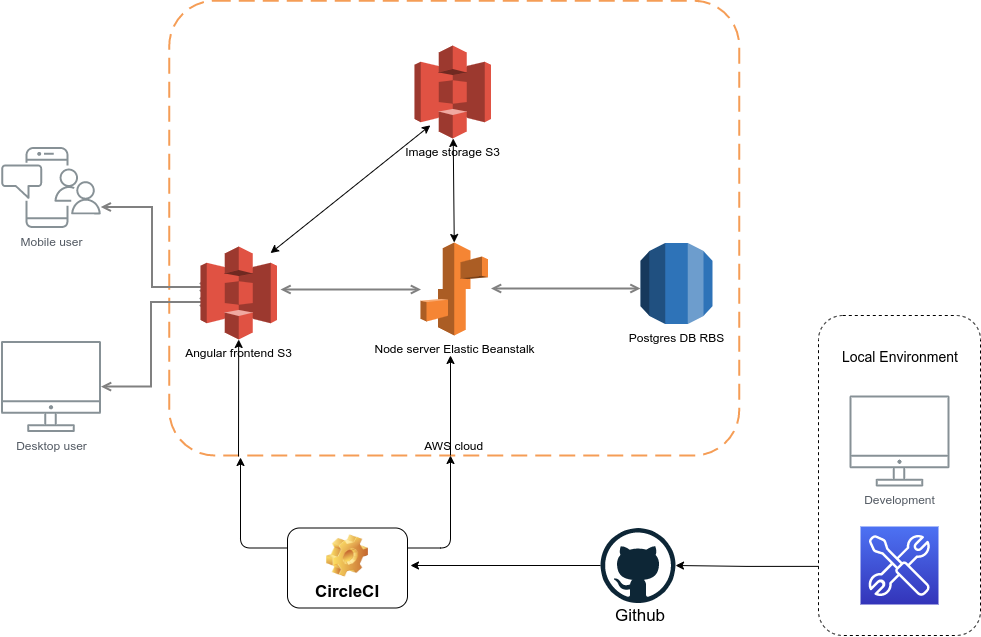 Image storage S3
Mobile user
Angular frontend S3
Node server Elastic Beanstalk
Postgres DB RBS
Local Environment
Desktop user
AWS cloud
Development
CircleCI
Github